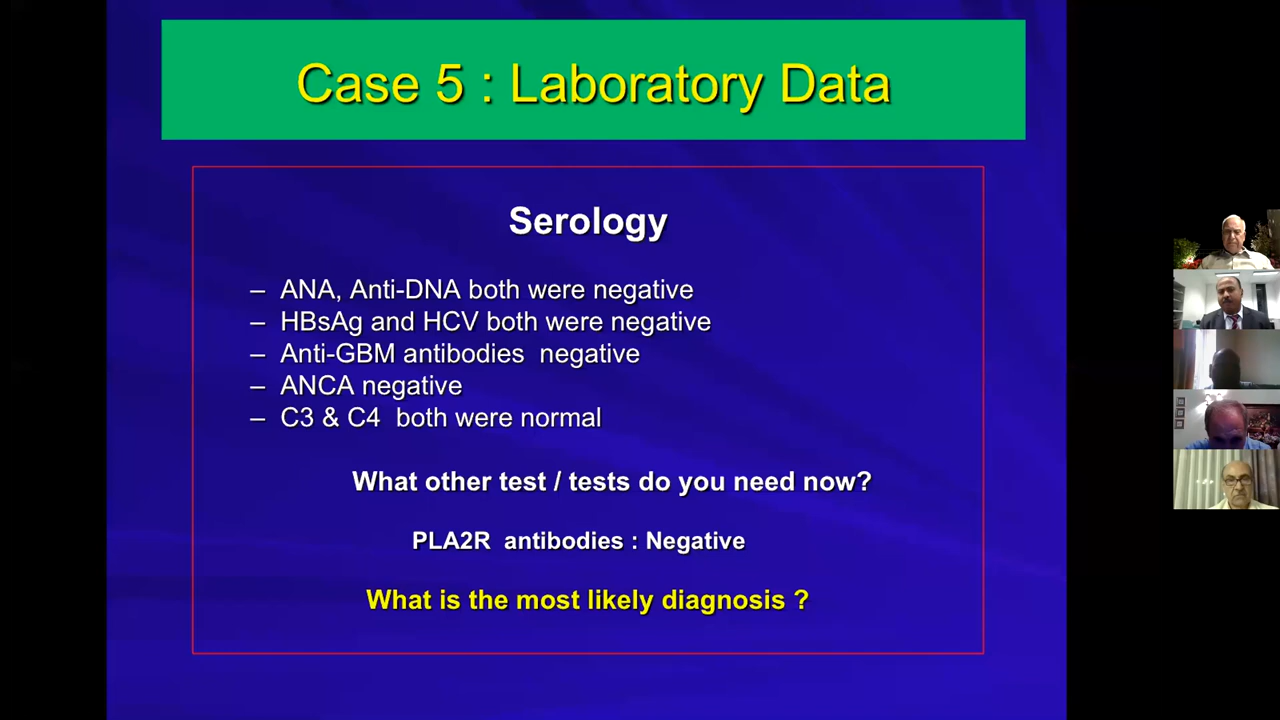 Case 5 : Laboratory Data
Serology
– ANA, Anti-DNA both were negative
– HBsAg and HCV both were negative
– Anti-GBM antibodies negative
– ANCA negative
– C3 & C4 both were normal
What other test / tests do you need now?
PLA2R antibodies : Negative
What is the most likely diagnosis ?